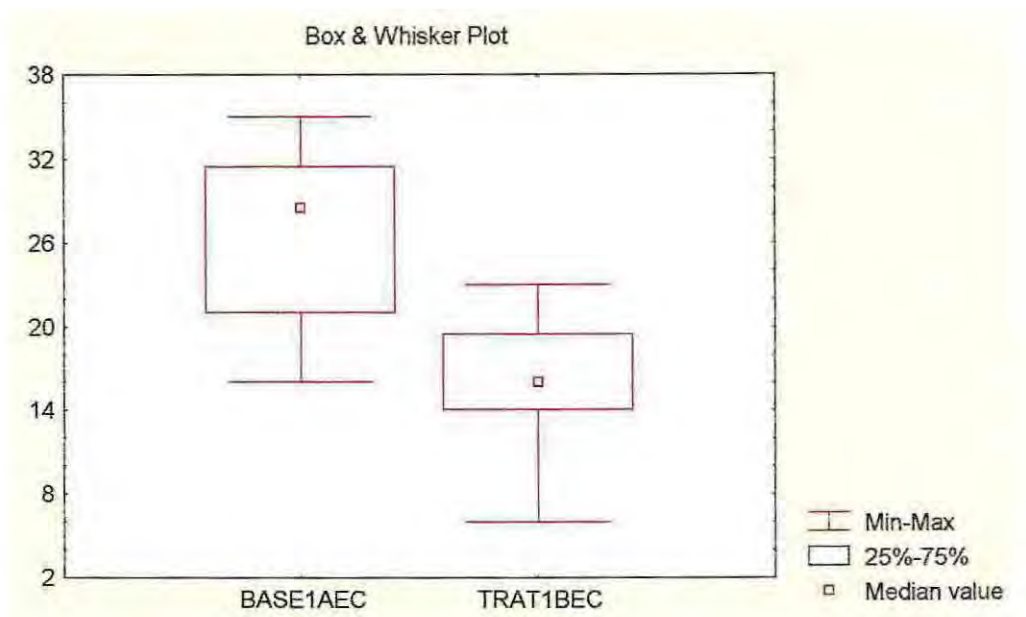 Box & Whisker Plot
38
32
26
20
14
8
2
BASE1AEC TRAT1BEC
Min-Max
25%-75%
Median value